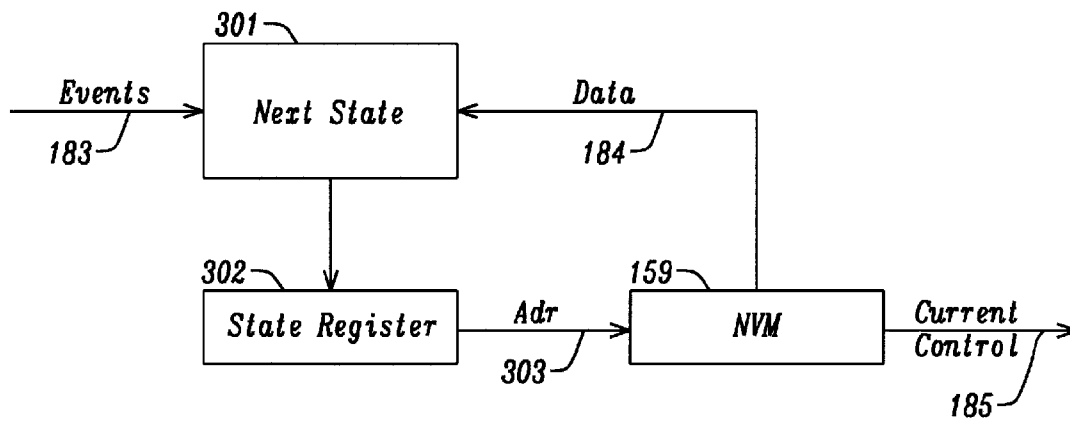 301
Events
183
Next State
Data
184
302
State Register
Adr
303
159
NVM
Current
Control
185